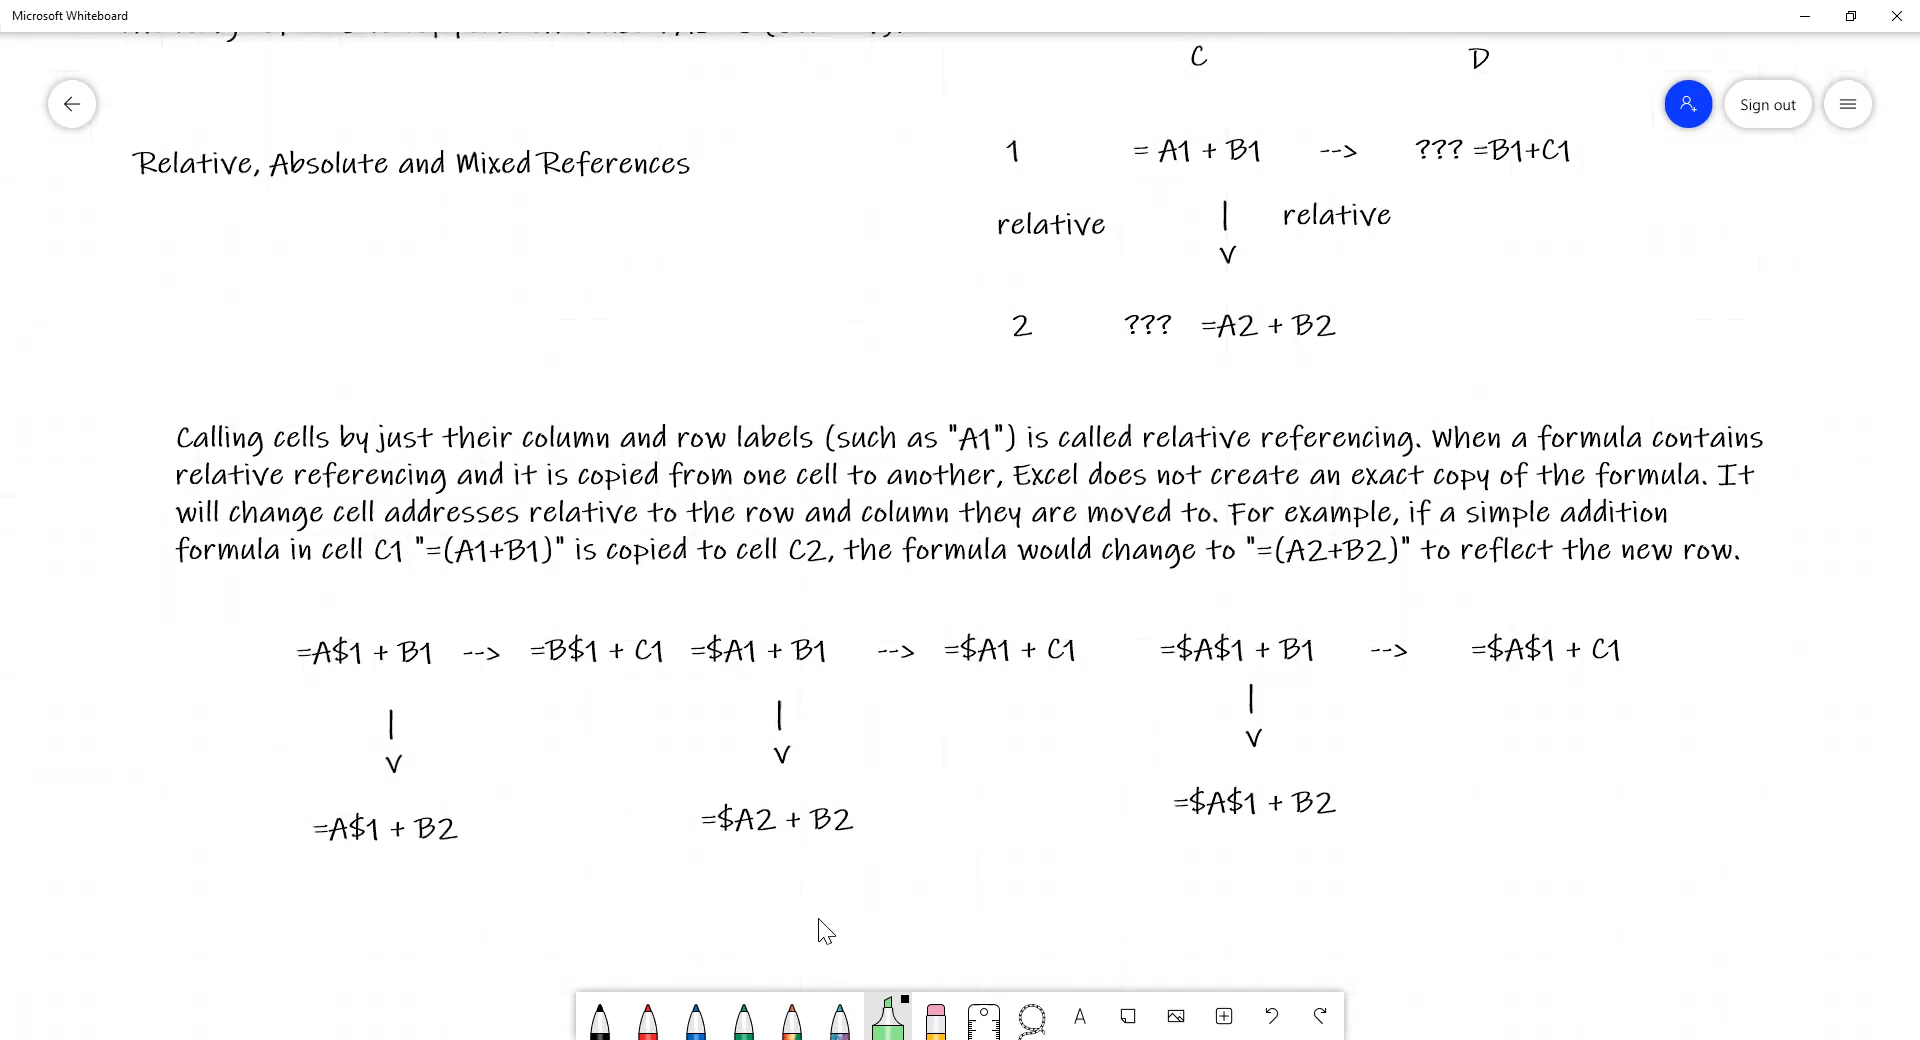 Microsoft Whiteboard
C D
Sign out
Relative, Absolute and Mixed References
1 = A1 + B1 --> ??? =B1+C1
relative | relative
v
2 ??? =A2 + B2
Calling cells by just their column and row labels (such as "A1") is called relative referencing. When a formula contains
relative referencing and it is copied from one cell to another, Excel does not create an exact copy of the formula. It
will change cell addresses relative to the row and column they are moved to. For example, if a simple addition
formula in cell C1 "=(A1+B1)" is copied to cell C2, the formula would change to "=(A2+B2)" to reflect the new row.
=A$1 + B1 --> =B$1 + C1 =$A1 + B1 --> =$A1 + C1 =$A$1 + B1 --> =$A$1 + C1
| | |
v v v
=A$1 + B2 =$A2 + B2 =$A$1 + B2
A